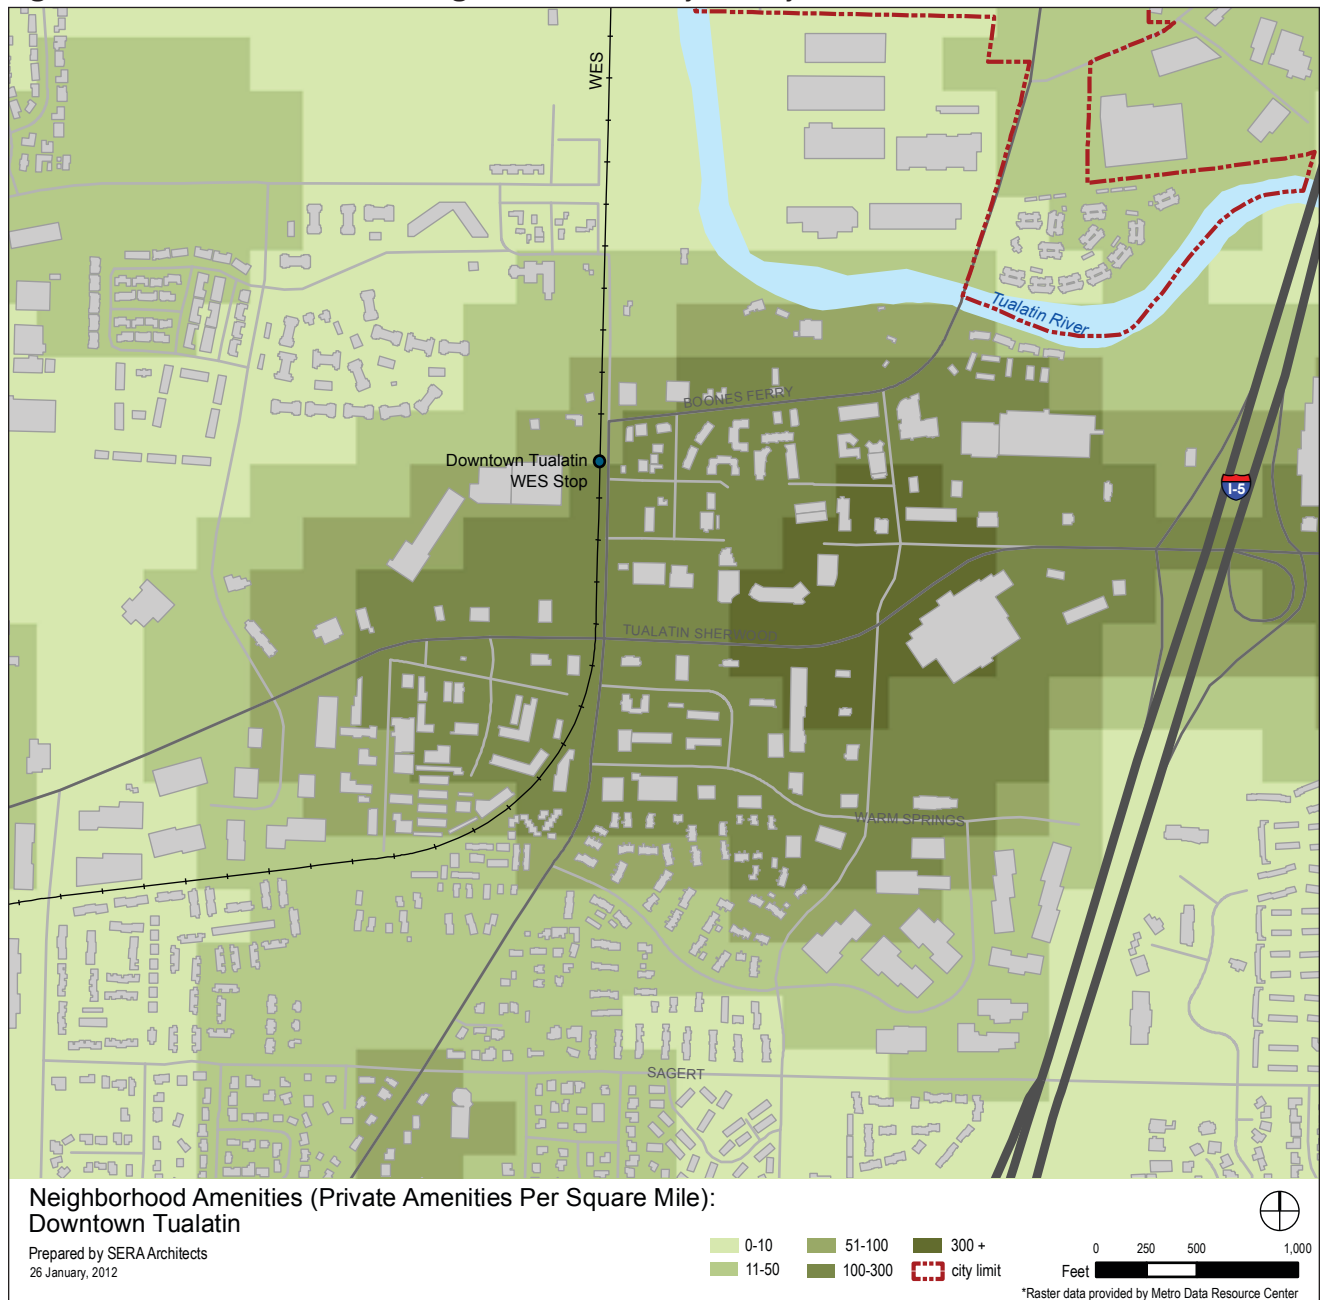 WES
Tualatin River
BOONES FERRY
Downtown Tualatin
WES Stop
I-5
TUALATIN SHERWOOD
WARM SPRINGS
SAGERT
Neighborhood Amenities (Private Amenities Per Square Mile):
Downtown Tualatin
Prepared by SERA Architects
26 January, 2012
0-10
51-100
300 +
11-50
100-300
city limit
0 250 500 1,000
Feet
*Raster data provided by Metro Data Resource Center